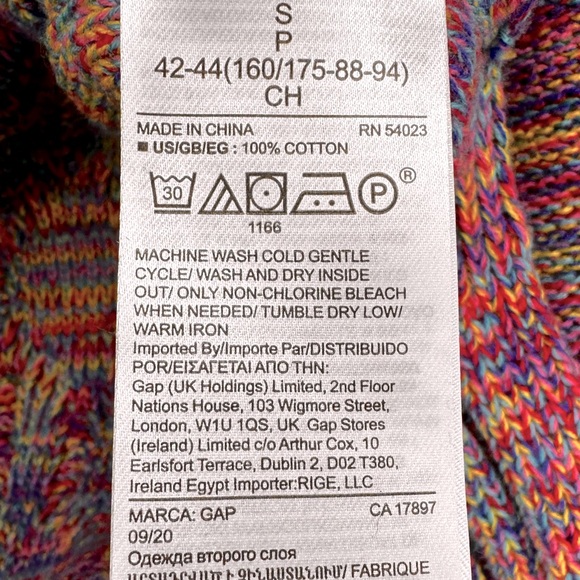 S
P
42-44(160/175-88-94)
CH
MADE IN CHINA RN 54023
US/GB/EG : 100% COTTON
30 P ®
1166
MACHINE WASH COLD GENTLE
CYCLE/ WASH AND DRY INSIDE
OUT/ ONLY NON-CHLORINE BLEACH
WHEN NEEDED/ TUMBLE DRY LOW/
WARM IRON
Imported By/Importe Par/DISTRIBUIDO
POR/ΕΙΣΑΓΕΤΑΙ ΑΠΟ ΤΗΝ:
Gap (UK Holdings) Limited, 2nd Floor
Nations House, 103 Wigmore Street,
London, W1U 1QS, UK Gap Stores
(Ireland) Limited c/o Arthur Cox, 10
Earlsfort Terrace, Dublin 2, D02 T380,
Ireland Egypt Importer:RIGE, LLC
MARCA: GAP CA 17897
09/20
Одежда второго слоя
ԱՐՏԱԴՐՎԱԾ Է ՉԻՆԱՍՏԱՆՈՒՄ/ FABRIQUE